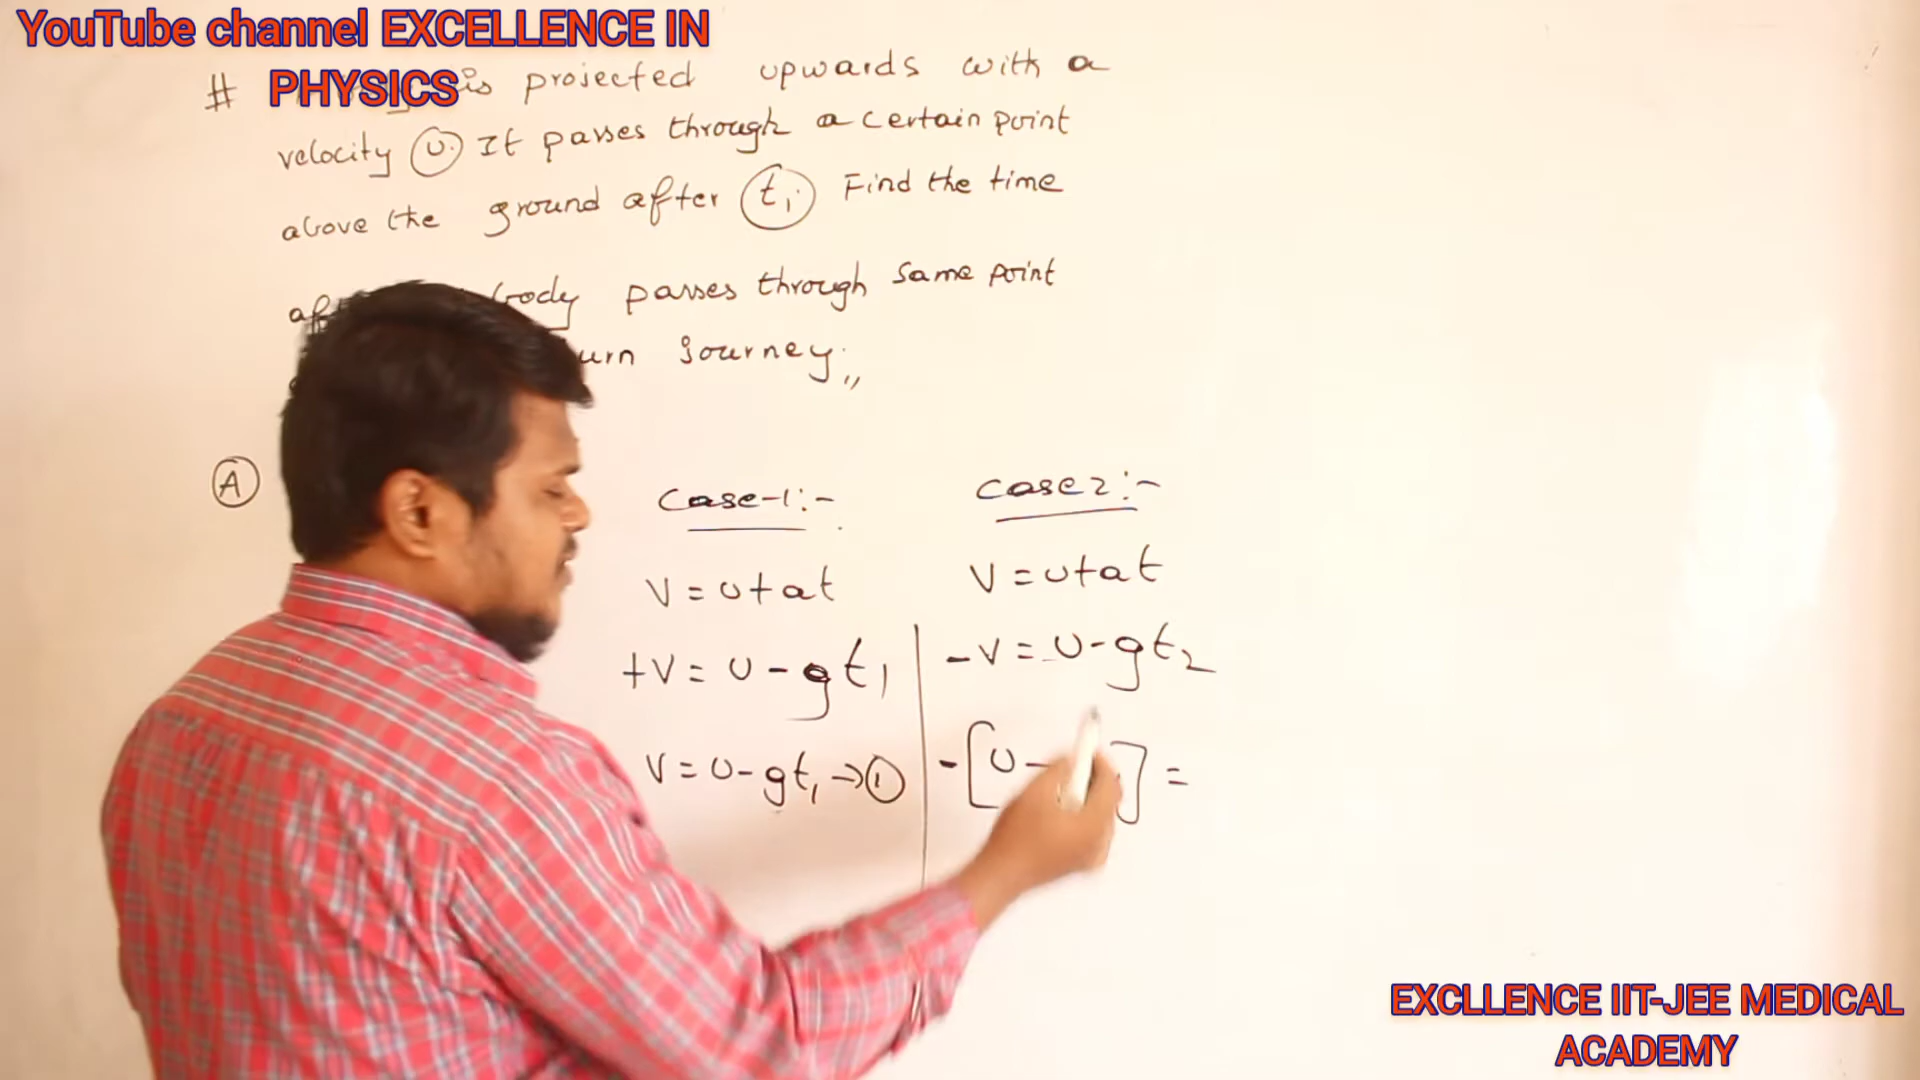 YouTube channel EXCELLENCE IN
PHYSICS
# is projected upwards with a
velocity u. It passes through a certain point
above the ground after t₁ Find the time
body passes through same point
journey.,,
A
Case-1:-
V = u+at
+V = u - gt₁
V = u - gt₁ → ①
Case 2:-
V = u+at
-V = u - gt₂
-[u - ] =
EXCLLENCE IIT-JEE MEDICAL
ACADEMY